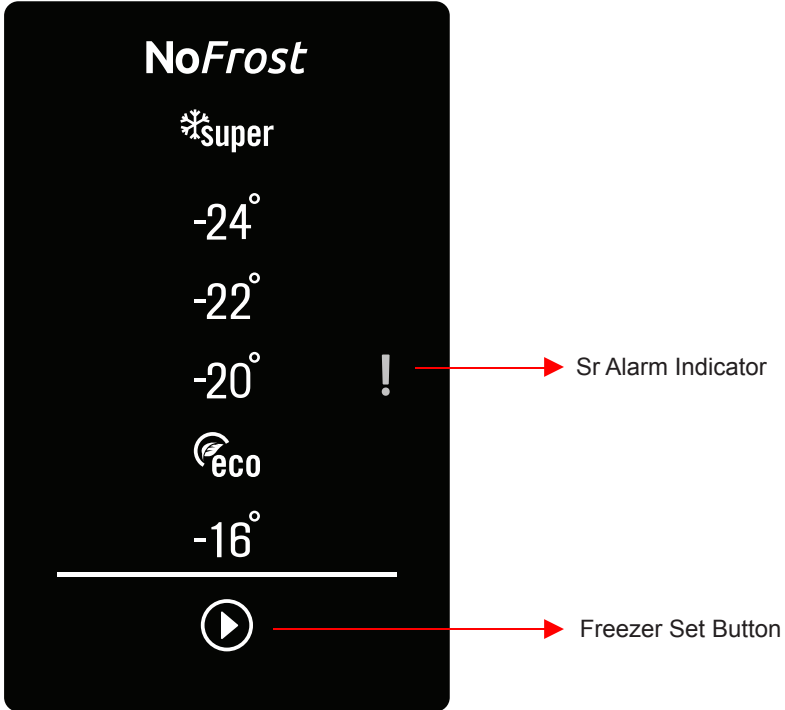 NoFrost
super
-24°
-22°
-20°
!
Sr Alarm Indicator
eco
-16°
Freezer Set Button